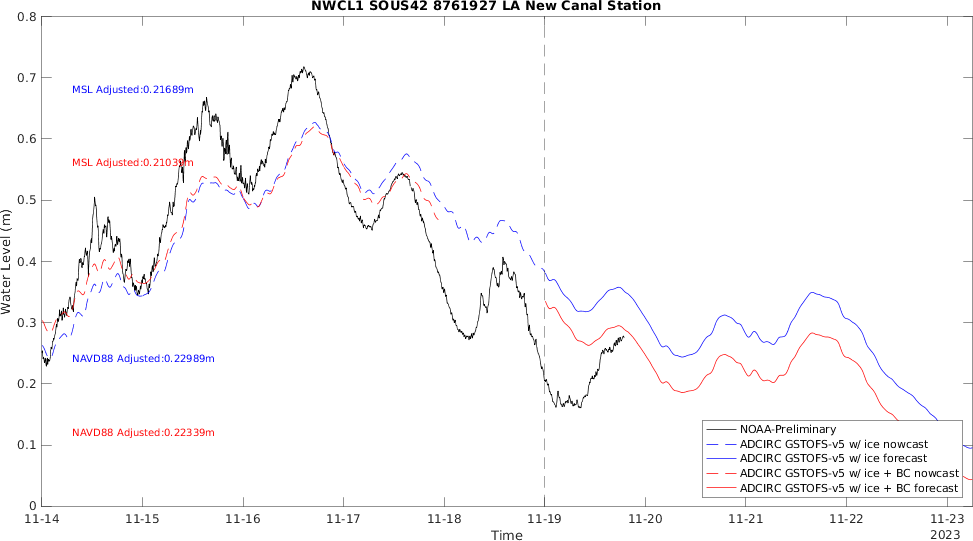 NWCL1 SOUS42 8761927 LA New Canal Station
0.8
0.7
0.6
0.5
0.4
0.3
0.2
0.1
0
Water Level (m)
MSL Adjusted:0.21689m
MSL Adjusted:0.21039m
NAVD88 Adjusted:0.22989m
NAVD88 Adjusted:0.22339m
NOAA-Preliminary
ADCIRC GSTOFS-v5 w/ ice nowcast
ADCIRC GSTOFS-v5 w/ ice forecast
ADCIRC GSTOFS-v5 w/ ice + BC nowcast
ADCIRC GSTOFS-v5 w/ ice + BC forecast
11-14 11-15 11-16 11-17 11-18 11-19 11-20 11-21 11-22 11-23
Time 2023